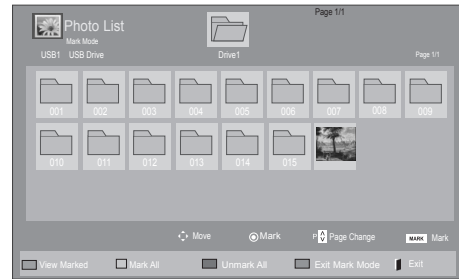 Page 1/1
Photo List
Mark Mode
USB1 USB Drive Drive1 Page 1/1
001 002 003 004 005 006 007 008 009
010 011 012 013 014 015
Move Mark P Page Change MARK Mark
View Marked Mark All Unmark All Exit Mark Mode Exit